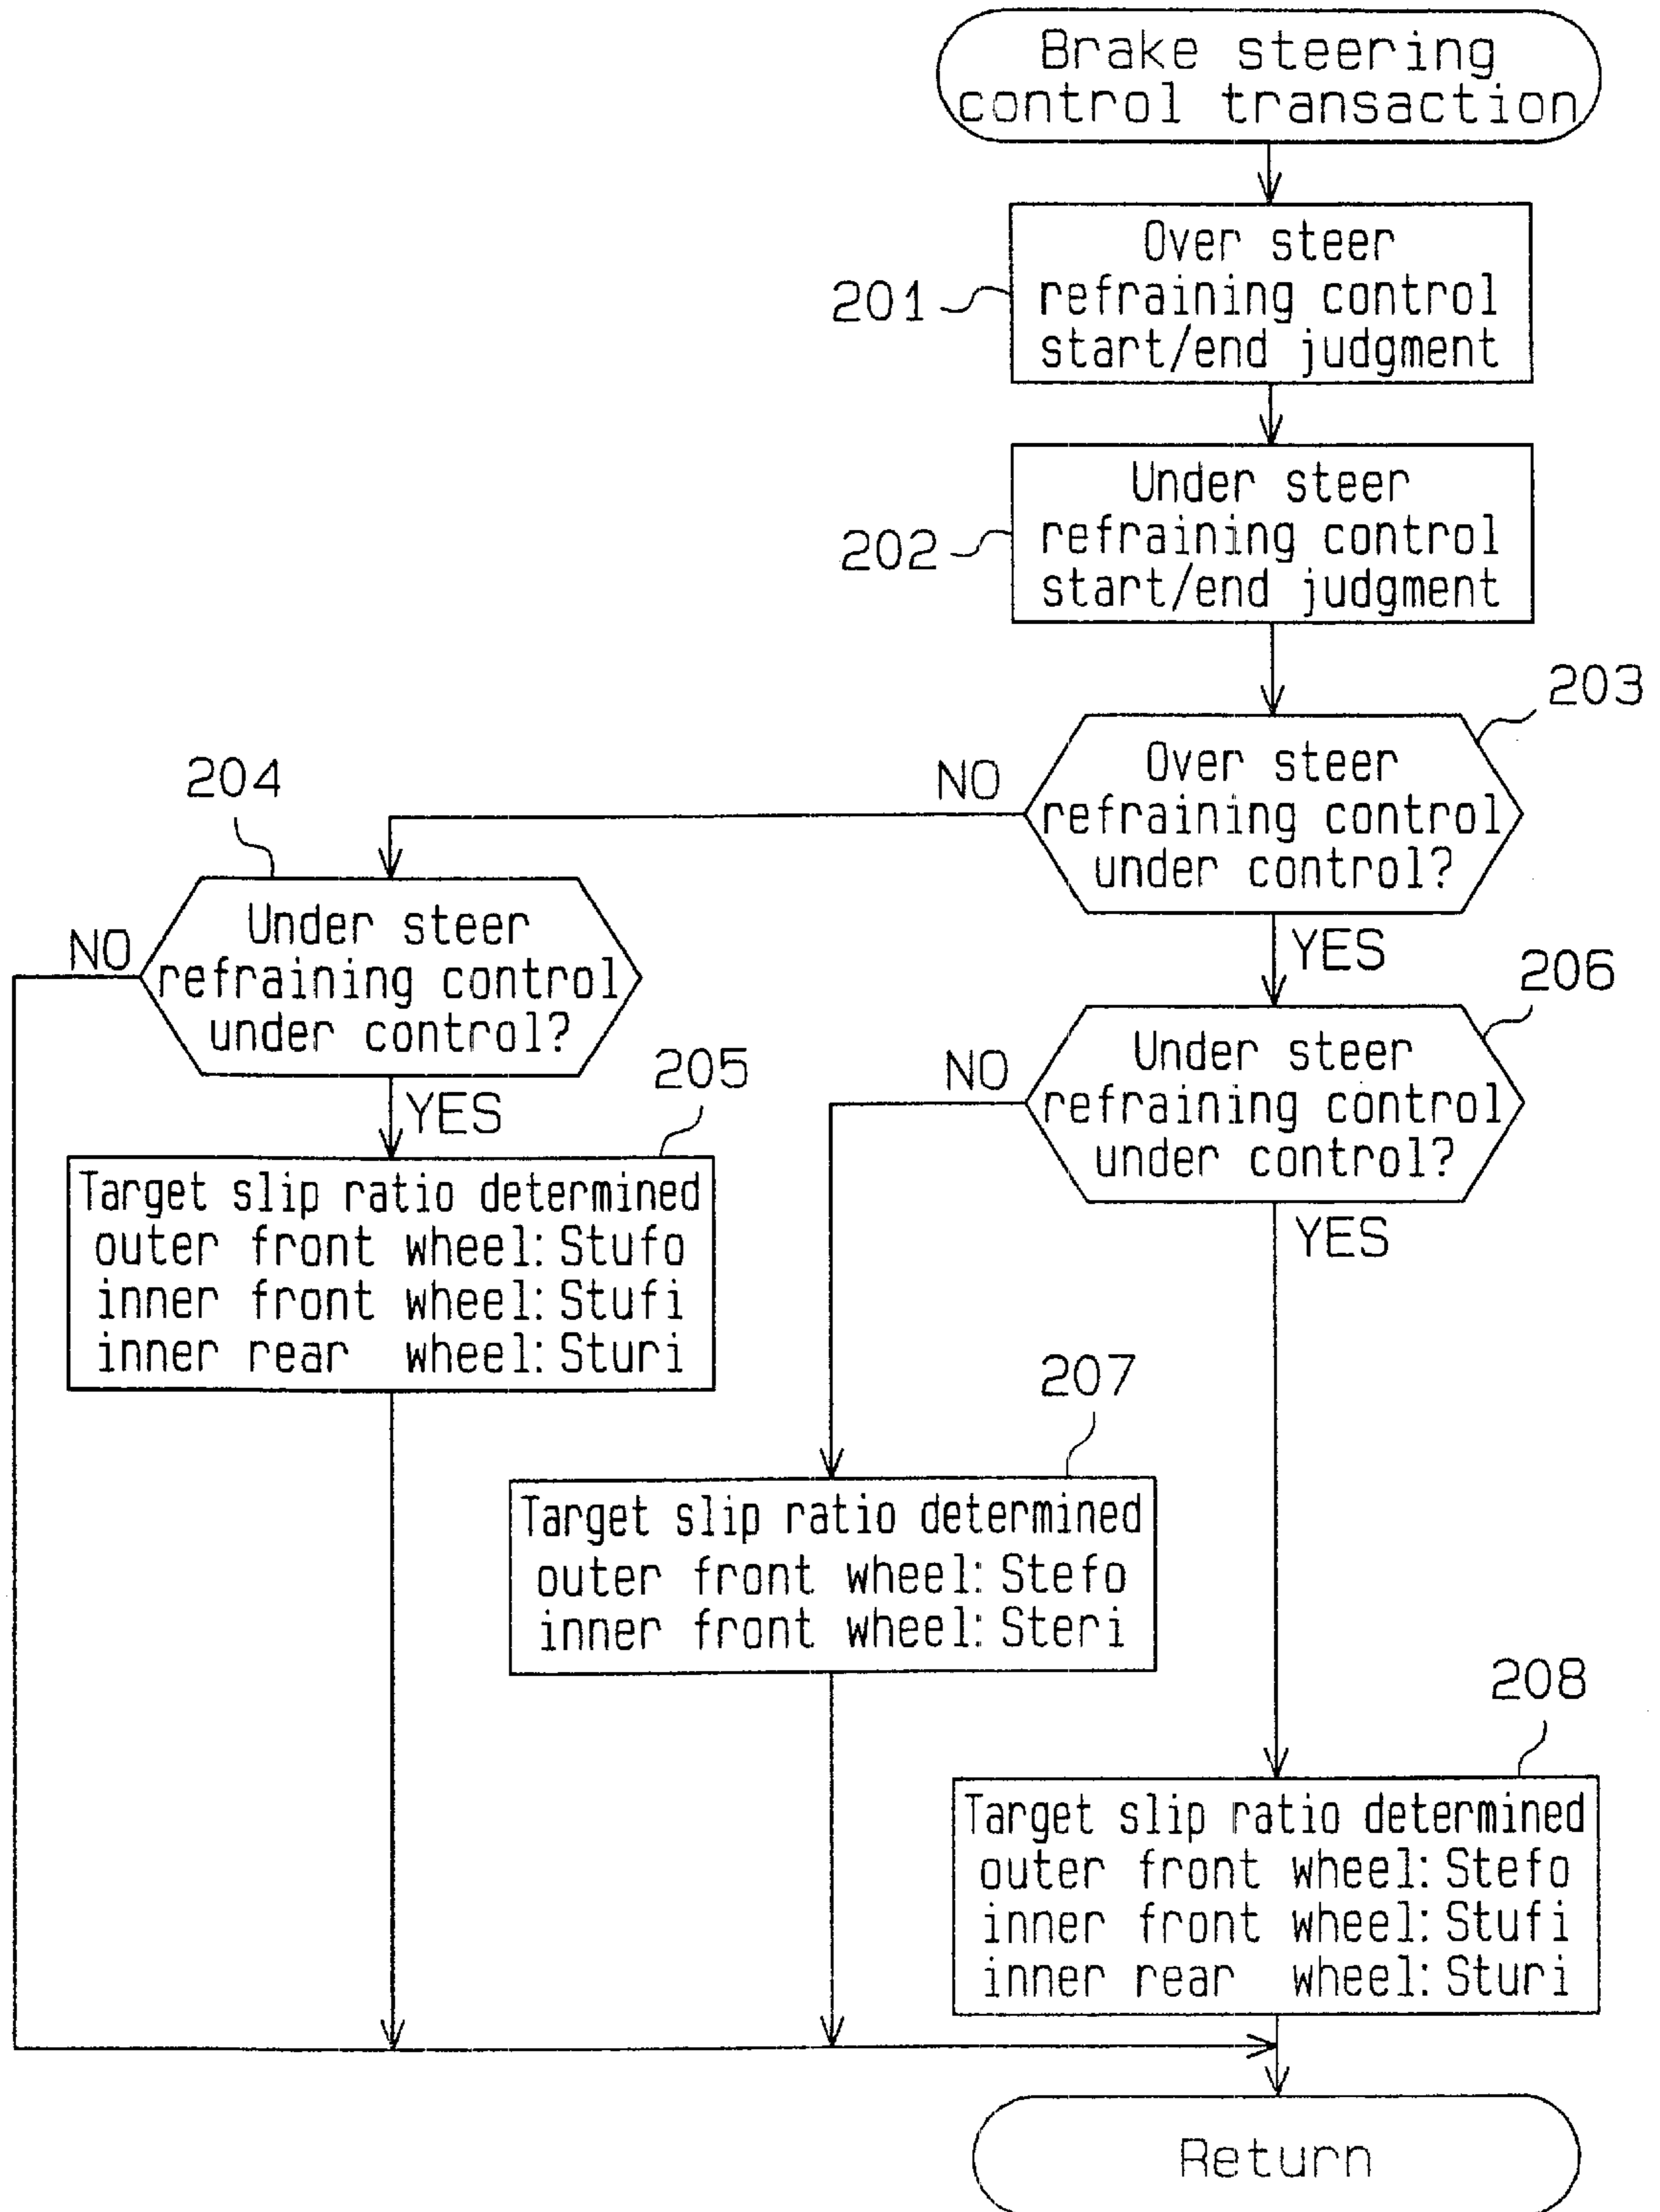 Brake steering
control transaction
201
Over steer
refraining control
start/end judgment
202
Under steer
refraining control
start/end judgment
203
Over steer
refraining control
under control?
NO
YES
204
Under steer
refraining control
under control?
NO
YES
205
Target slip ratio determined
outer front wheel: Stufo
inner front wheel: Stufi
inner rear wheel: Sturi
206
Under steer
refraining control
under control?
NO
YES
207
Target slip ratio determined
outer front wheel: Stefo
inner front wheel: Steri
208
Target slip ratio determined
outer front wheel: Stefo
inner front wheel: Stufi
inner rear wheel: Sturi
Return